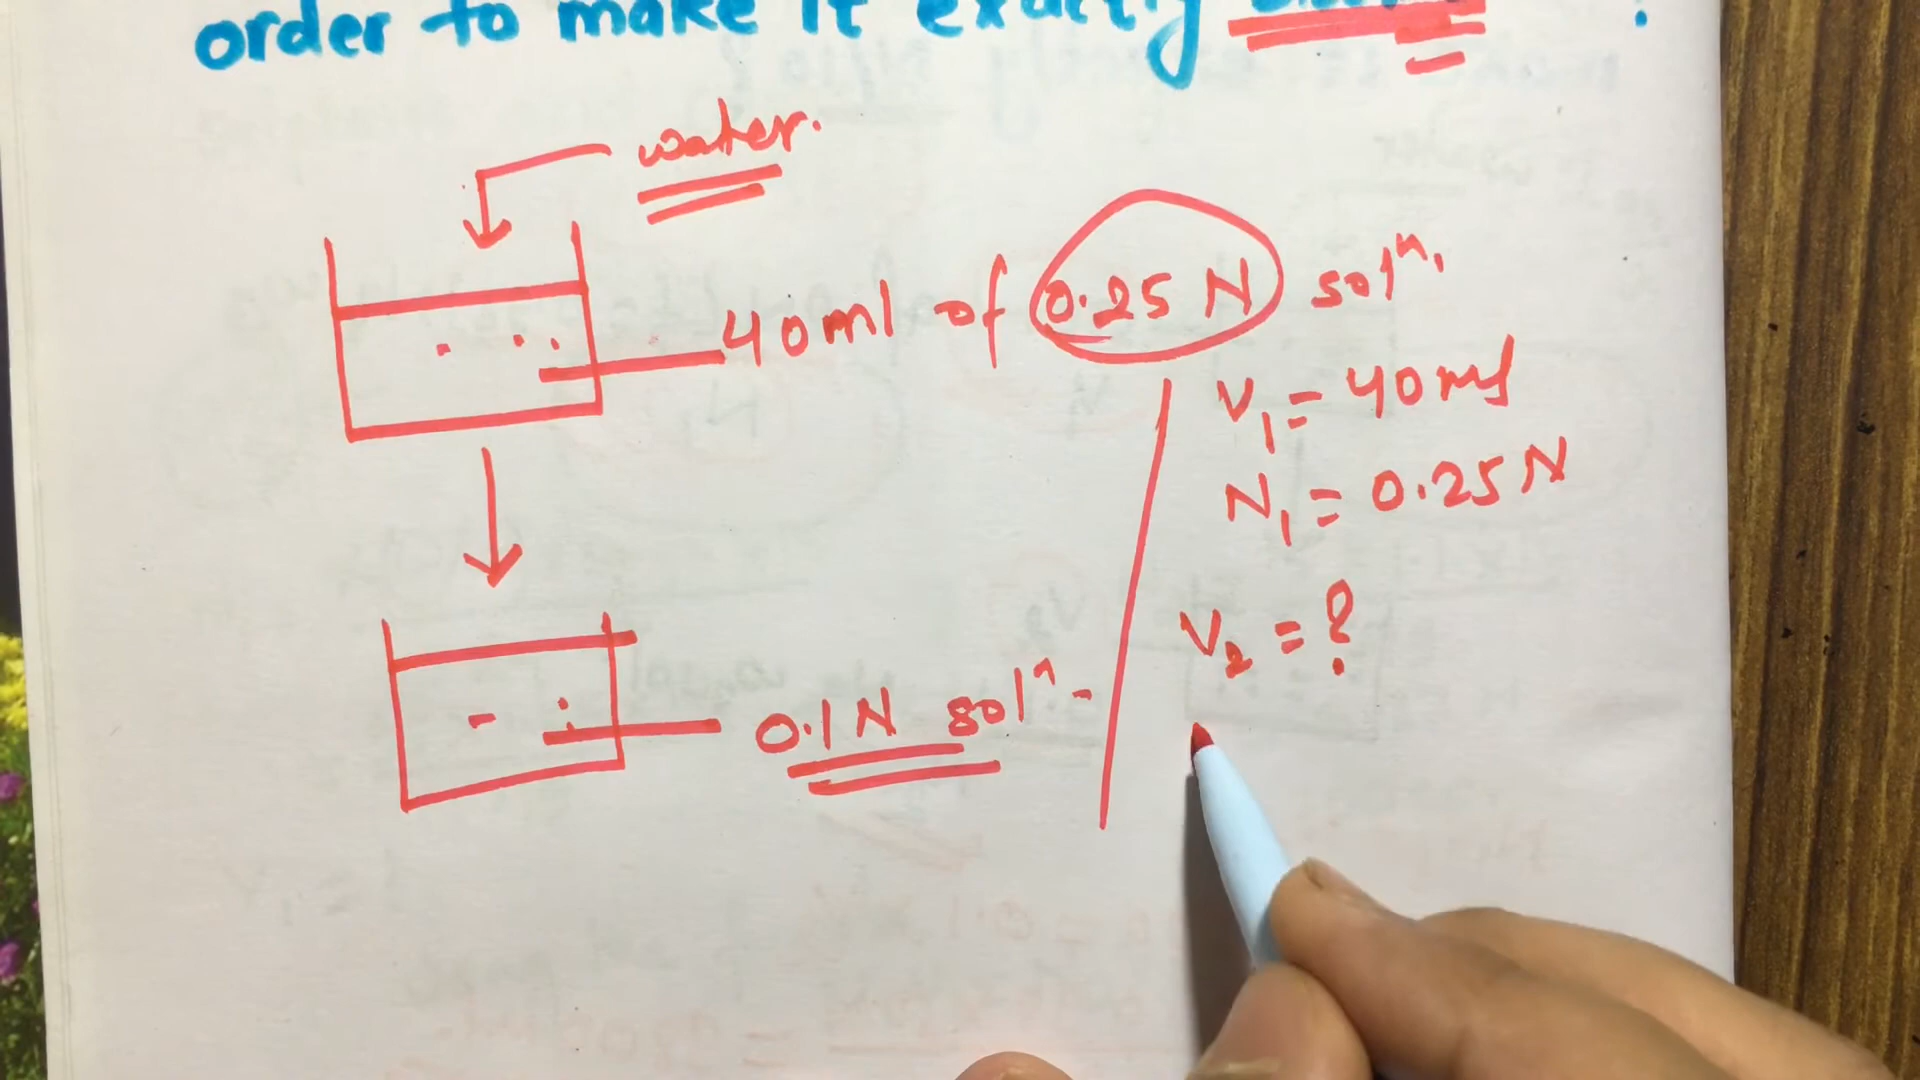 order to make it exactly
water.
40ml of 0.25 N solⁿ.
V₁ = 40ml
N₁ = 0.25 N
V₂ = ?
0.1 N solⁿ -